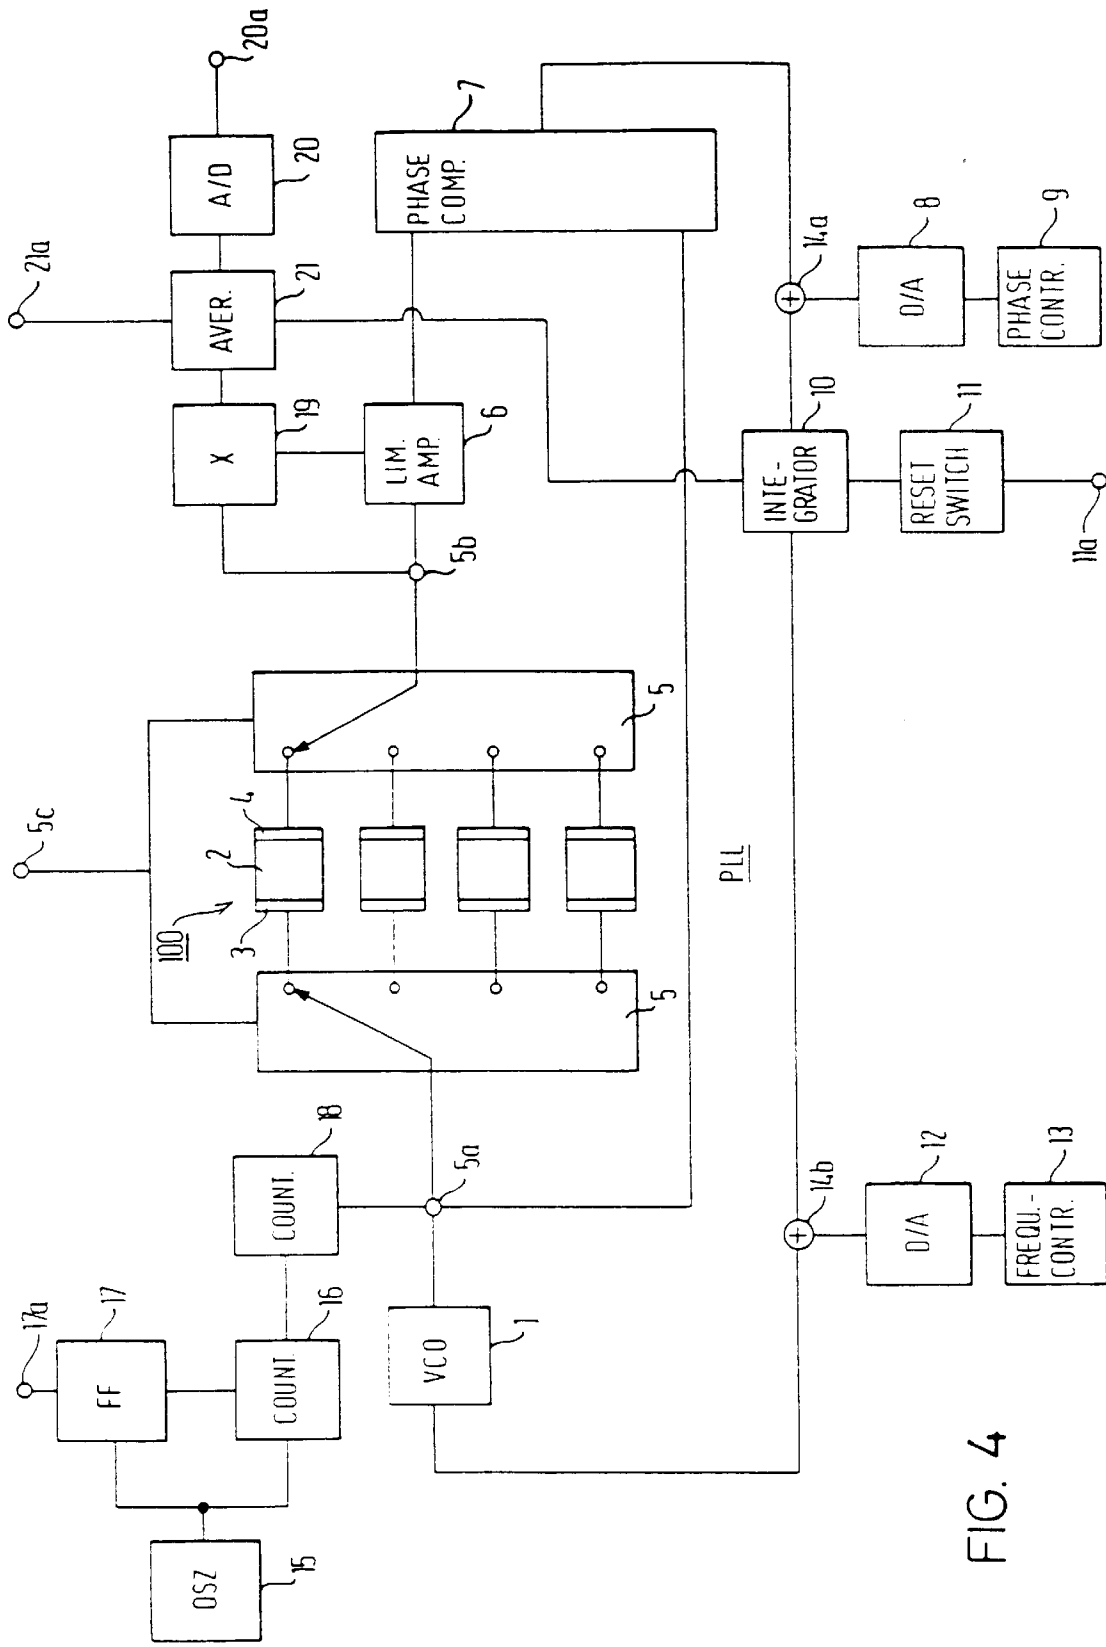 20a
A/D
20
21a
AVER.
21
X
19
LIM.
AMP.
6
PHASE
COMP.
7
14a
D/A
8
PHASE
CONTR.
9
INTE-
GRATOR
10
RESET
SWITCH
11
11a
5b
5
5c
4
2
3
100
5
PLL
18
COUNT.
5a
17a
FF
17
COUNT.
16
OSZ
15
VCO
1
14b
D/A
12
FREQU.-
CONTR.
13
FIG. 4